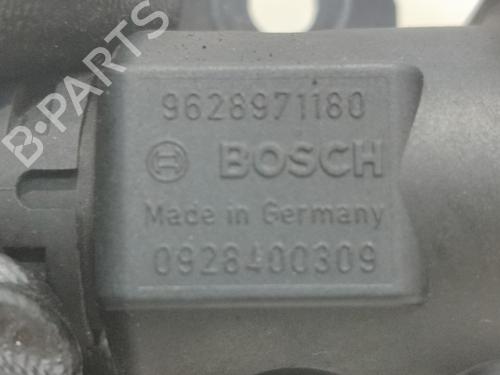 9628971180
BOSCH
Made in Germany
0928400309
B-PARTS